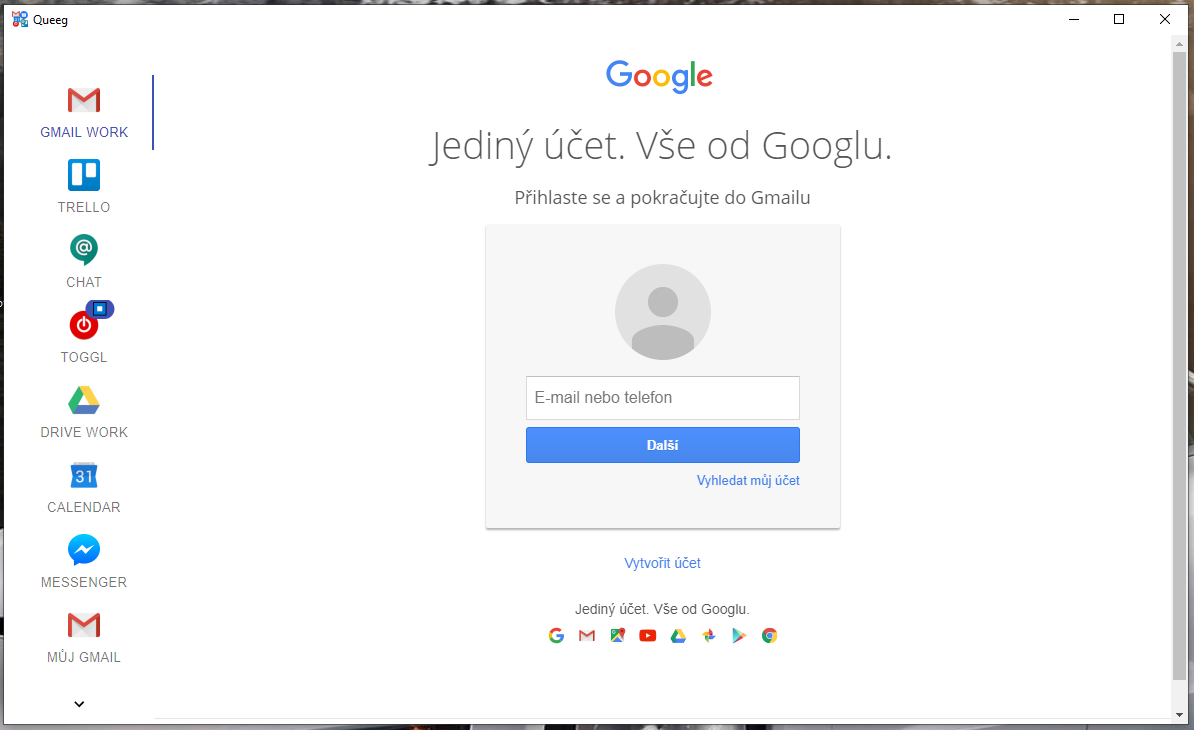 Queeg
GMAIL WORK
TRELLO
CHAT
TOGGL
DRIVE WORK
31
CALENDAR
MESSENGER
MŮJ GMAIL
Google
Jediný účet. Vše od Googlu.
Přihlaste se a pokračujte do Gmailu
E-mail nebo telefon
Další
Vyhledat můj účet
Vytvořit účet
Jediný účet. Vše od Googlu.